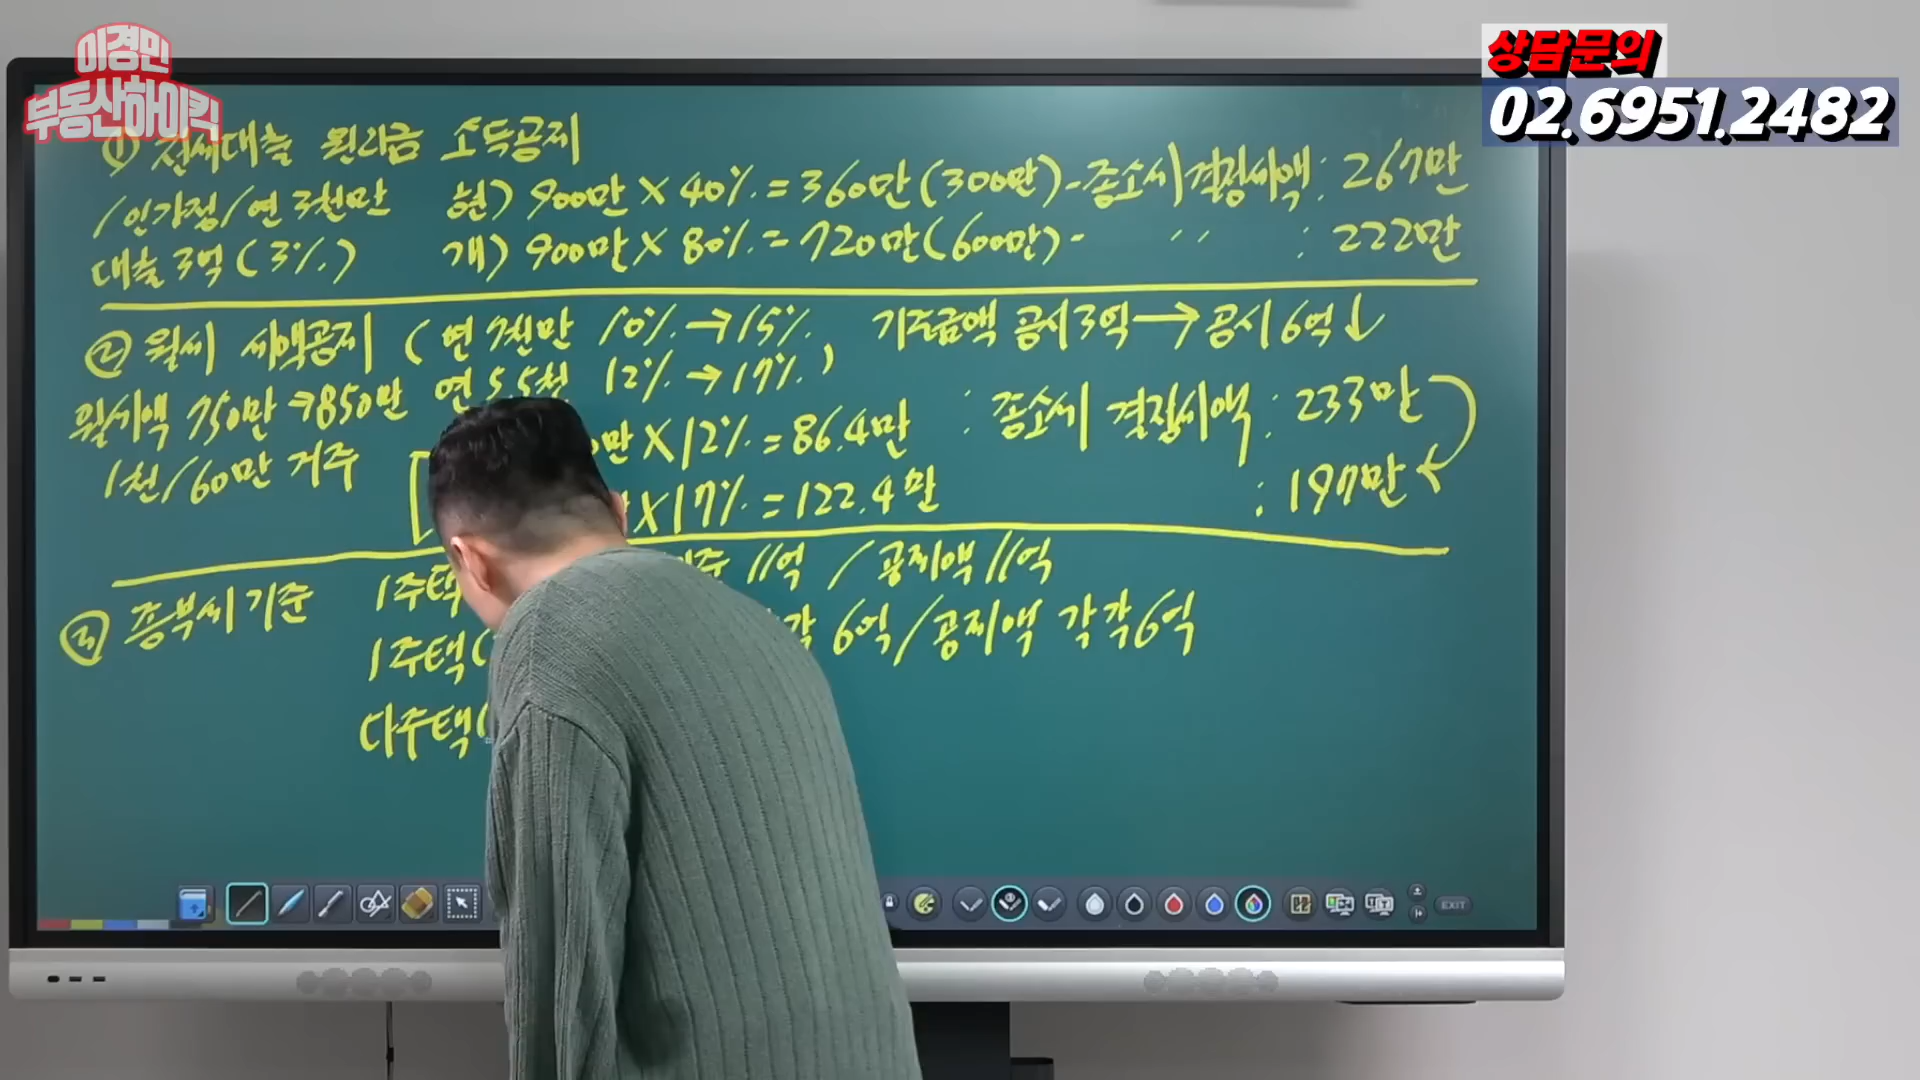 이경민
부동산하이킥
상담문의
02.6951.2482
① 전세대출 원리금 소득공제
1인가정/연 3천만 현) 900만 X 40% = 360만(300만) - 종소세 결정세액 : 267만
대출 3억 (3%) 개) 900만 X 80% = 720만(600만) - 〃 : 222만
② 월세 세액공제 ( 연 7천만 10% → 15% 기준금액 공시 3억 → 공시 6억↓
월세액 750만 → 850만 연 5.5천 12% → 17% )
만 X 12% = 86.4만 : 종소세 결정세액 : 233만
1천/60만 거주
X 17% = 122.4만 : 197만
③ 종부세 기준 1주택 기준 11억 / 공제액 11억
1주택( 각 6억 / 공제액 각각 6억
다주택(
EXIT